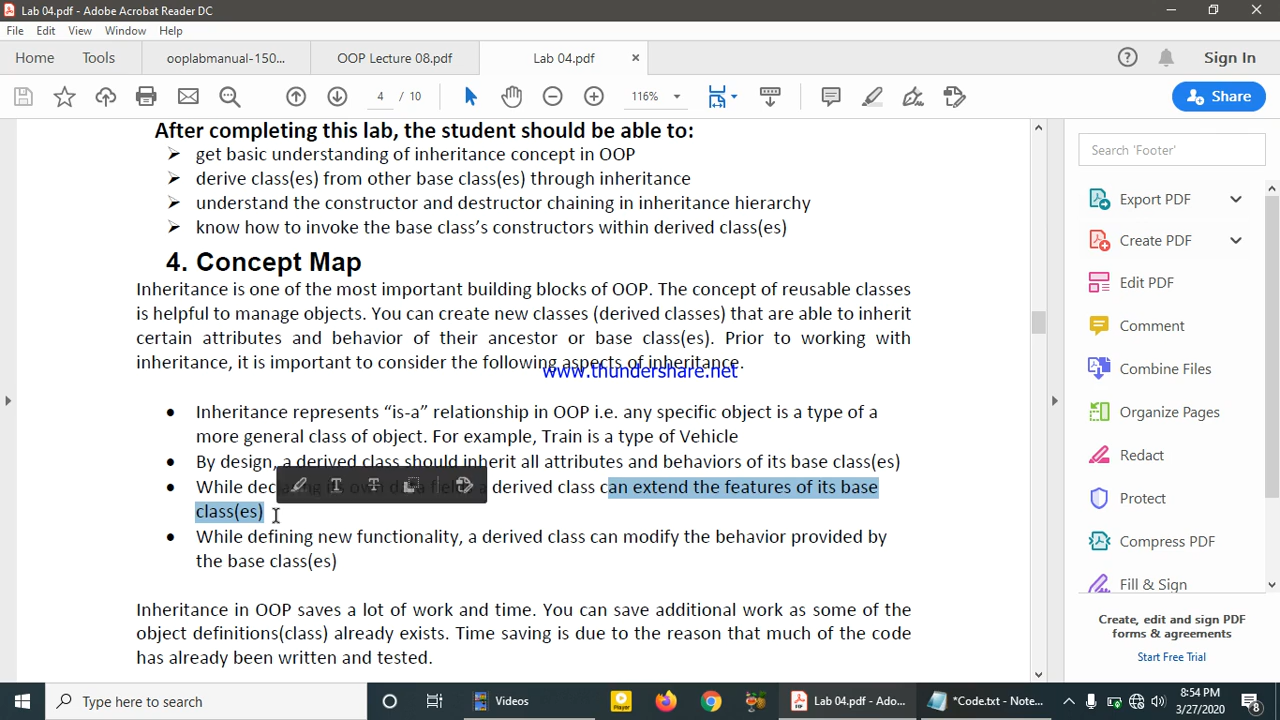 Lab 04.pdf - Adobe Acrobat Reader DC
File Edit View Window Help
Home Tools ooplabmanual-150... OOP Lecture 08.pdf Lab 04.pdf × Sign In
4 / 10 116% Share
After completing this lab, the student should be able to:
➢ get basic understanding of inheritance concept in OOP
➢ derive class(es) from other base class(es) through inheritance
➢ understand the constructor and destructor chaining in inheritance hierarchy
➢ know how to invoke the base class’s constructors within derived class(es)
4. Concept Map
Inheritance is one of the most important building blocks of OOP. The concept of reusable classes
is helpful to manage objects. You can create new classes (derived classes) that are able to inherit
certain attributes and behavior of their ancestor or base class(es). Prior to working with
inheritance, it is important to consider the following aspects of inheritance.
www.thundershare.net
• Inheritance represents “is-a” relationship in OOP i.e. any specific object is a type of a
more general class of object. For example, Train is a type of Vehicle
• By design, a derived class should inherit all attributes and behaviors of its base class(es)
• While derived class can extend the features of its base
class(es)
• While defining new functionality, a derived class can modify the behavior provided by
the base class(es)
Inheritance in OOP saves a lot of work and time. You can save additional work as some of the
object definitions(class) already exists. Time saving is due to the reason that much of the code
has already been written and tested.
Search 'Footer'
Export PDF
Create PDF
Edit PDF
Comment
Combine Files
Organize Pages
Redact
Protect
Compress PDF
Fill & Sign
Create, edit and sign PDF
forms & agreements
Start Free Trial
Type here to search
Videos
Player
Lab 04.pdf - Ado...
*Code.txt - Note...
8:54 PM
3/27/2020
8